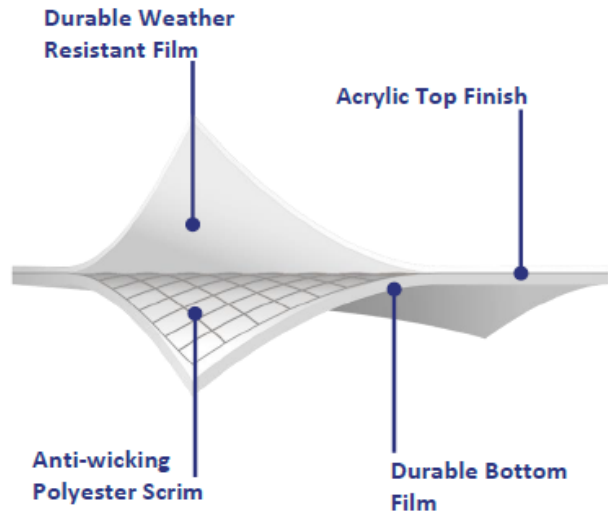 Durable Weather
Resistant Film
Acrylic Top Finish
Anti-wicking
Polyester Scrim
Durable Bottom
Film